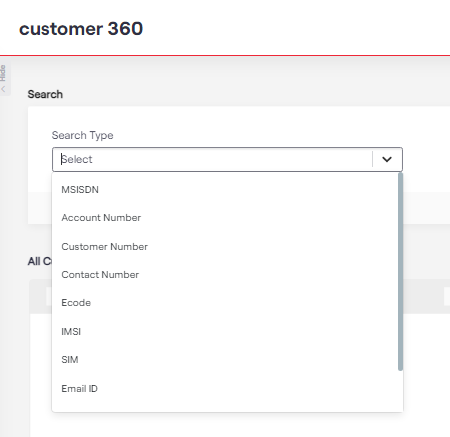 customer 360
Hide
Search
Search Type
Select
MSISDN
Account Number
Customer Number
Contact Number
Ecode
IMSI
SIM
Email ID
All